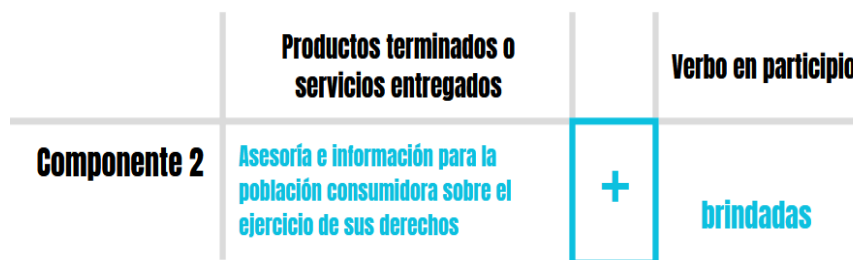 Productos terminados o
servicios entregados
Verbo en participio
Componente 2
Asesoría e información para la
población consumidora sobre el
ejercicio de sus derechos
+
brindadas